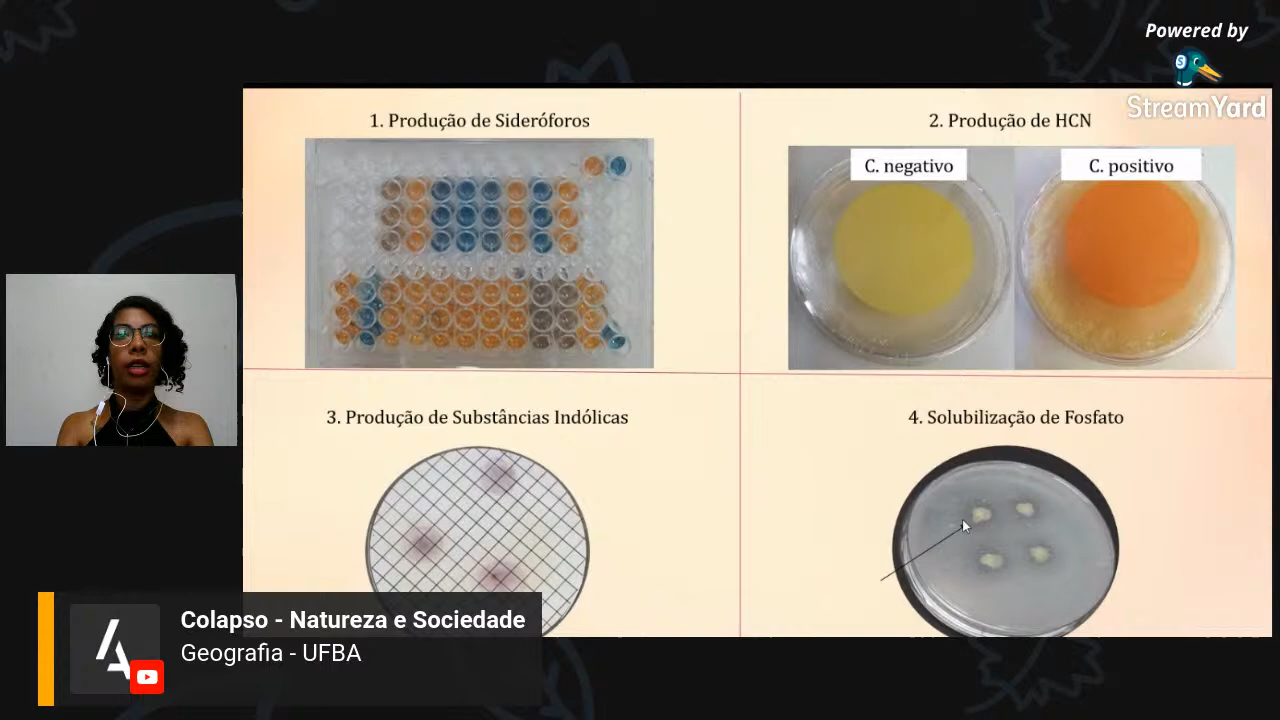 Powered by
StreamYard
1. Produção de Sideróforos
2. Produção de HCN
C. negativo
C. positivo
3. Produção de Substâncias Indólicas
4. Solubilização de Fosfato
Colapso - Natureza e Sociedade
Geografia - UFBA